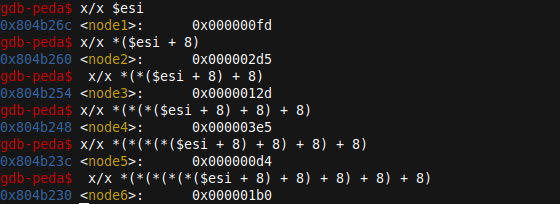 gdb-peda$ x/x $esi
0x804b26c <node1>:      0x000000fd
gdb-peda$ x/x *($esi + 8)
0x804b260 <node2>:      0x000002d5
gdb-peda$  x/x *(*($esi + 8) + 8)
0x804b254 <node3>:      0x0000012d
gdb-peda$ x/x *(*(*($esi + 8) + 8) + 8)
0x804b248 <node4>:      0x000003e5
gdb-peda$ x/x *(*(*(*($esi + 8) + 8) + 8) + 8)
0x804b23c <node5>:      0x000000d4
gdb-peda$  x/x *(*(*(*(*($esi + 8) + 8) + 8) + 8) + 8)
0x804b230 <node6>:      0x000001b0